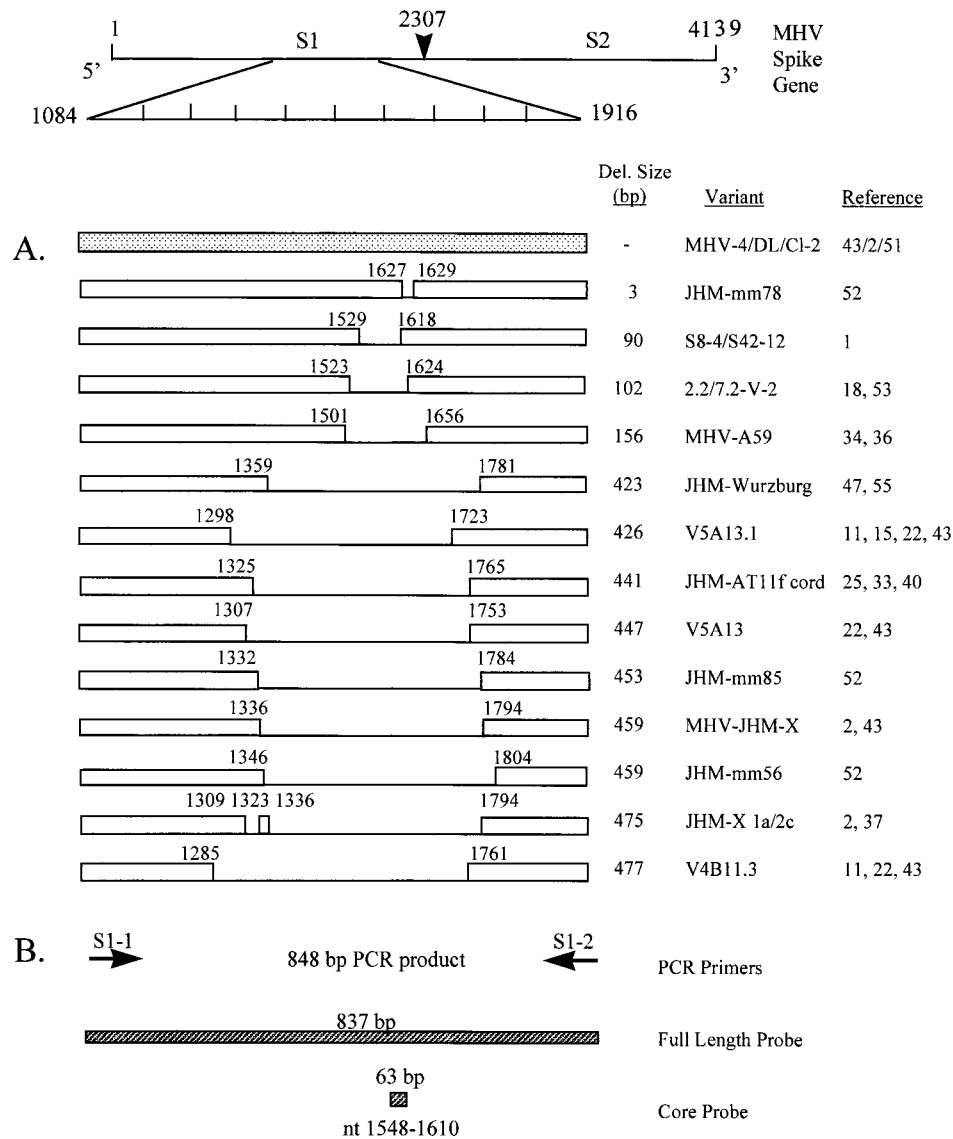 1 S1 2307 S2 4139 MHV
5' 3' Spike
Gene
1084 1916
Del. Size
(bp) Variant Reference
A. - MHV-4/DL/Cl-2 43/2/51
1627 1629
3 JHM-mm78 52
1529 1618
90 S8-4/S42-12 1
1523 1624
102 2.2/7.2-V-2 18, 53
1501 1656
156 MHV-A59 34, 36
1359 1781
423 JHM-Wurzburg 47, 55
1298 1723
426 V5A13.1 11, 15, 22, 43
1325 1765
441 JHM-AT11f cord 25, 33, 40
1307 1753
447 V5A13 22, 43
1332 1784
453 JHM-mm85 52
1336 1794
459 MHV-JHM-X 2, 43
1346 1804
459 JHM-mm56 52
1309 1323 1336 1794
475 JHM-X 1a/2c 2, 37
1285 1761
477 V4B11.3 11, 22, 43
B. S1-1 S1-2
848 bp PCR product PCR Primers
837 bp
Full Length Probe
63 bp
Core Probe
nt 1548-1610